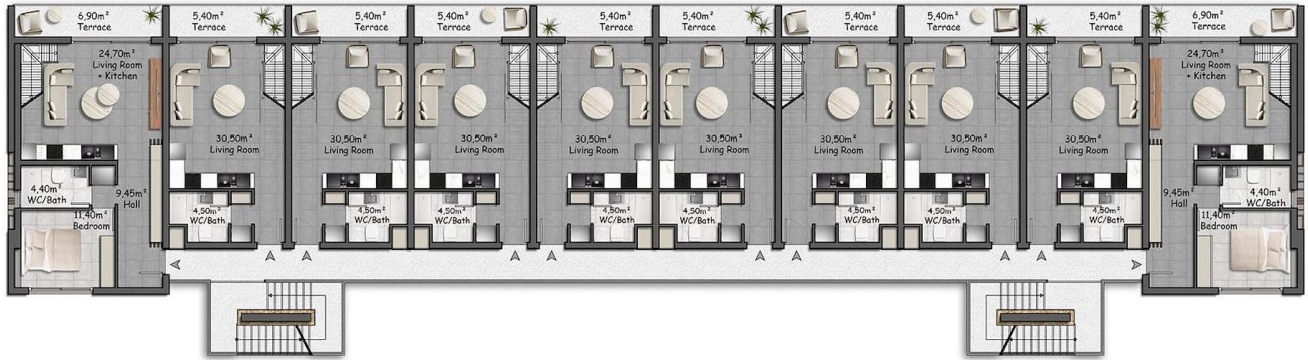 6,90m²
Terrace
5,40m²
Terrace
5,40m²
Terrace
5,40m²
Terrace
5,40m²
Terrace
5,40m²
Terrace
5,40m²
Terrace
5,40m²
Terrace
5,40m²
Terrace
6,90m²
Terrace
24,70m²
Living Room
+ Kitchen
24,70m²
Living Room
+ Kitchen
30,50m²
Living Room
30,50m²
Living Room
30,50m²
Living Room
30,50m²
Living Room
30,50m²
Living Room
30,50m²
Living Room
30,50m²
Living Room
30,50m²
Living Room
4,40m²
WC/Bath
9,45m²
Hall
11,40m²
Bedroom
4,50m²
WC/Bath
4,50m²
WC/Bath
4,50m²
WC/Bath
4,50m²
WC/Bath
4,50m²
WC/Bath
4,50m²
WC/Bath
4,50m²
WC/Bath
4,50m²
WC/Bath
9,45m²
Hall
4,40m²
WC/Bath
11,40m²
Bedroom